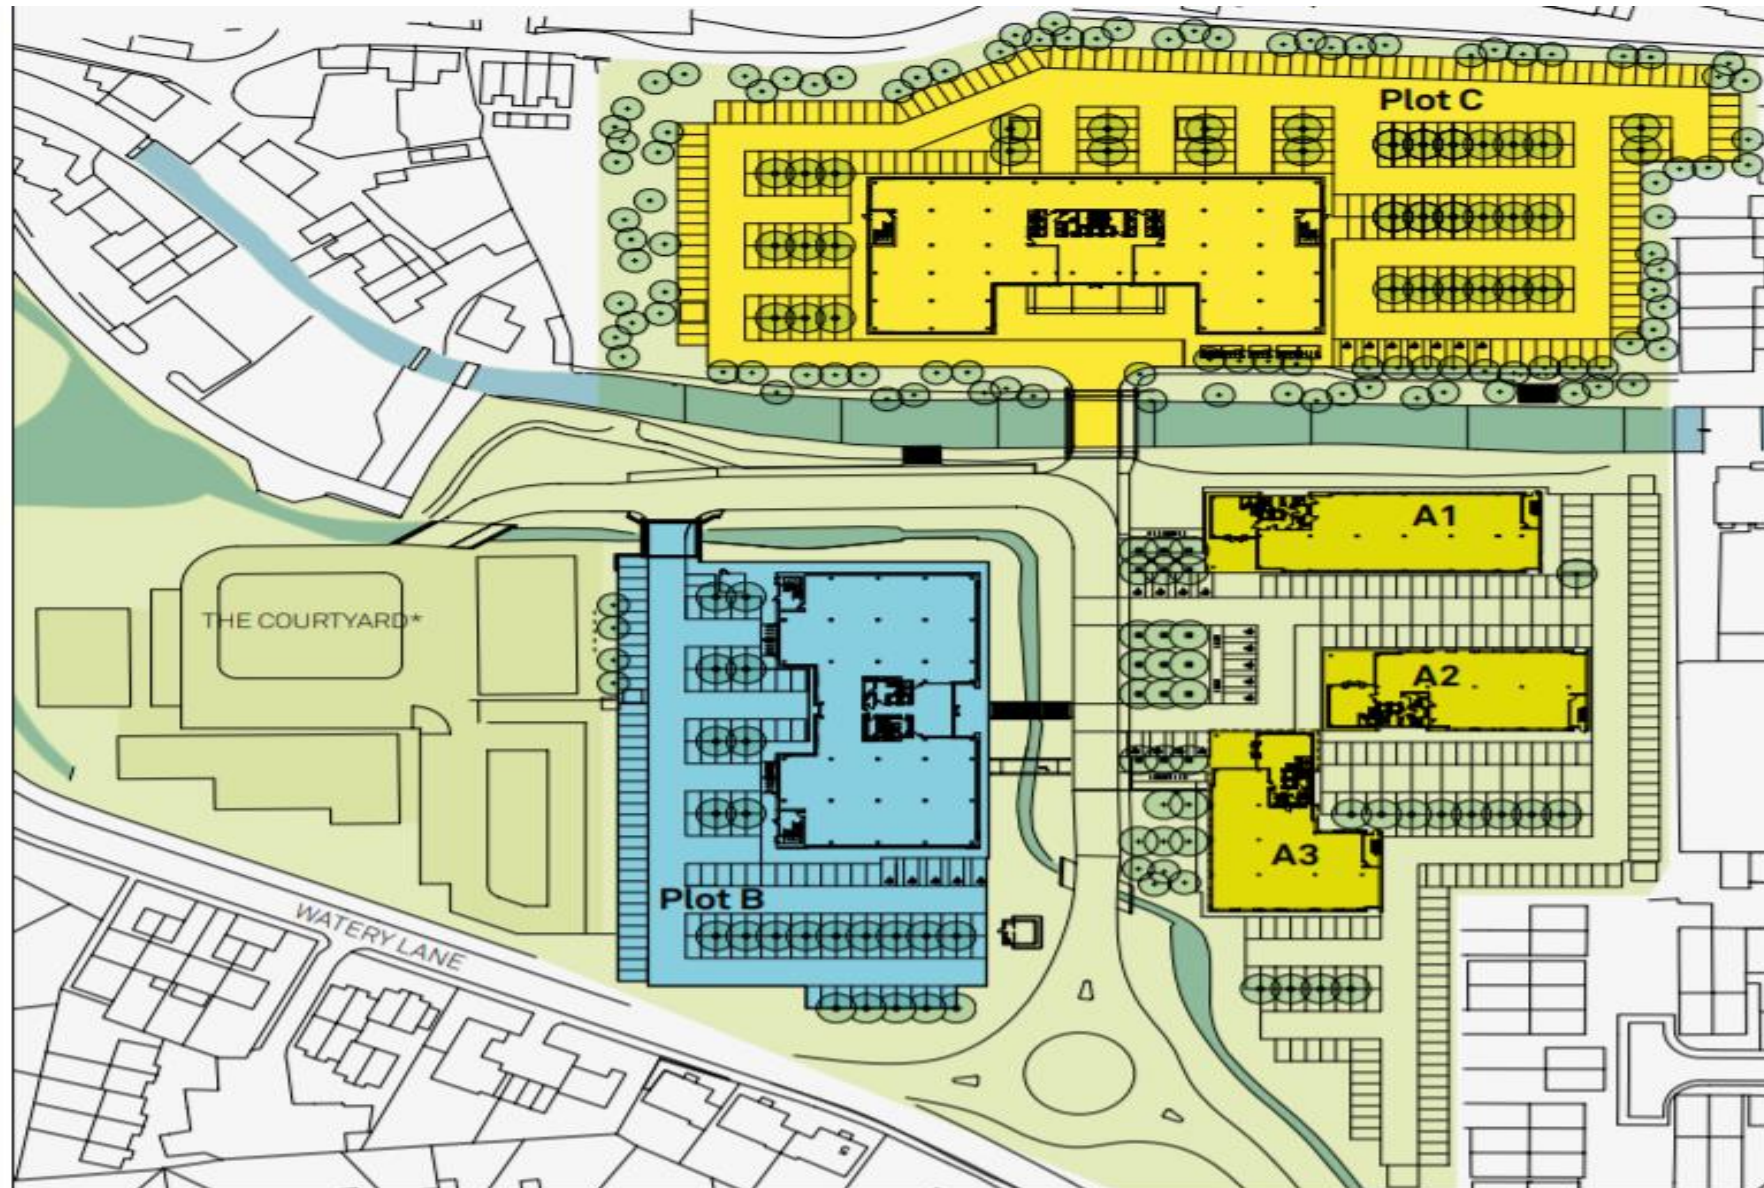 Plot C
A1
THE COURTYARD*
A2
A3
Plot B
WATERY LANE